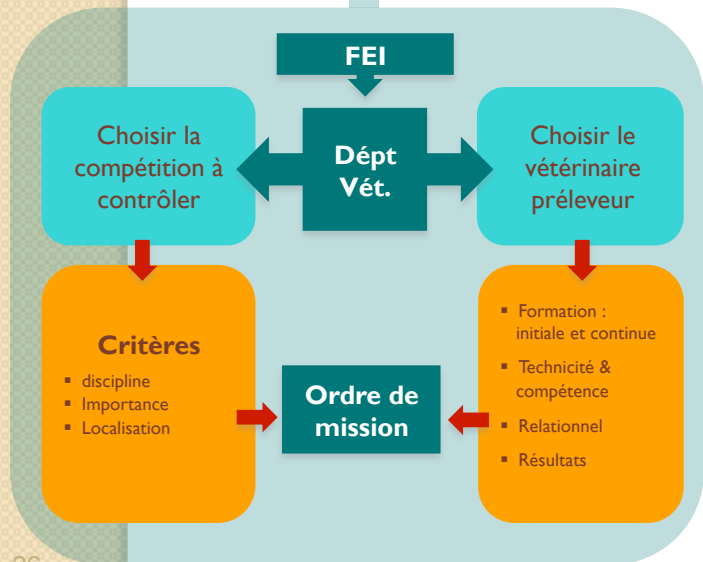 FEI
Choisir la
compétition à
contrôler
Dépt
Vét.
Choisir le
vétérinaire
préleveur
Critères
▪ discipline
▪ Importance
▪ Localisation
Ordre de
mission
▪ Formation :
initiale et continue
▪ Technicité &
compétence
▪ Relationnel
▪ Résultats